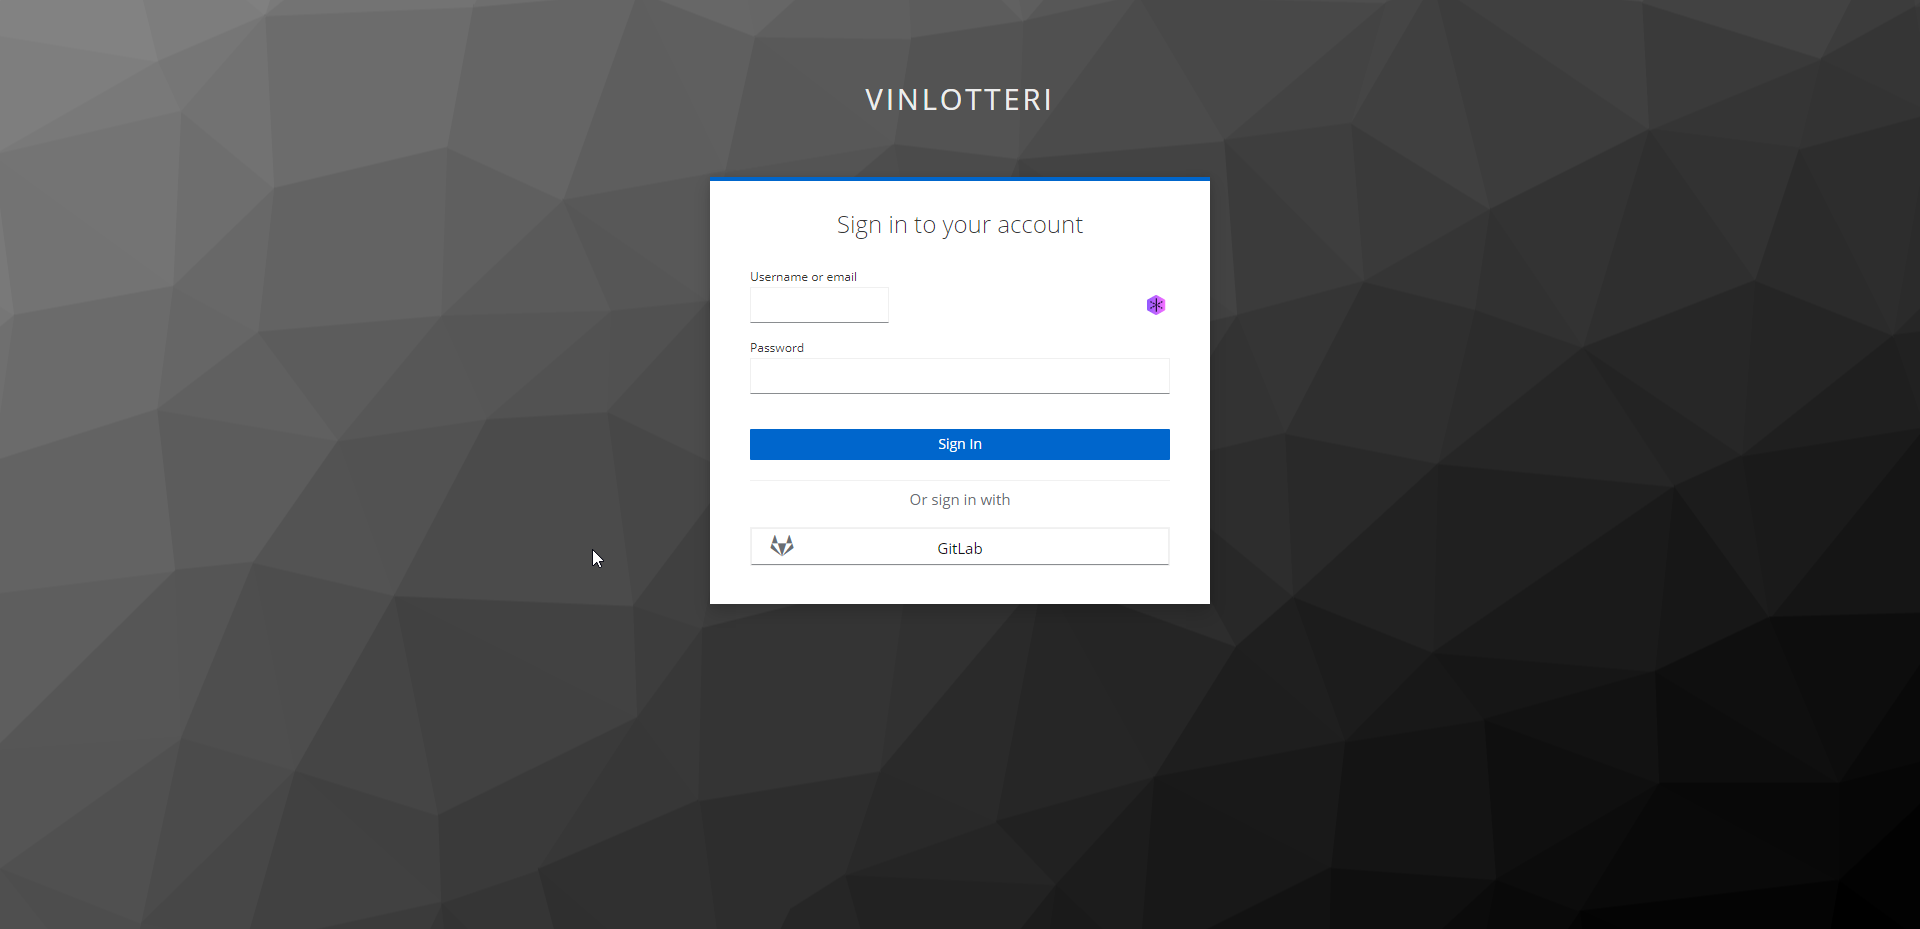 VINLOTTERI
Sign in to your account
Username or email
Password
Sign In
Or sign in with
GitLab